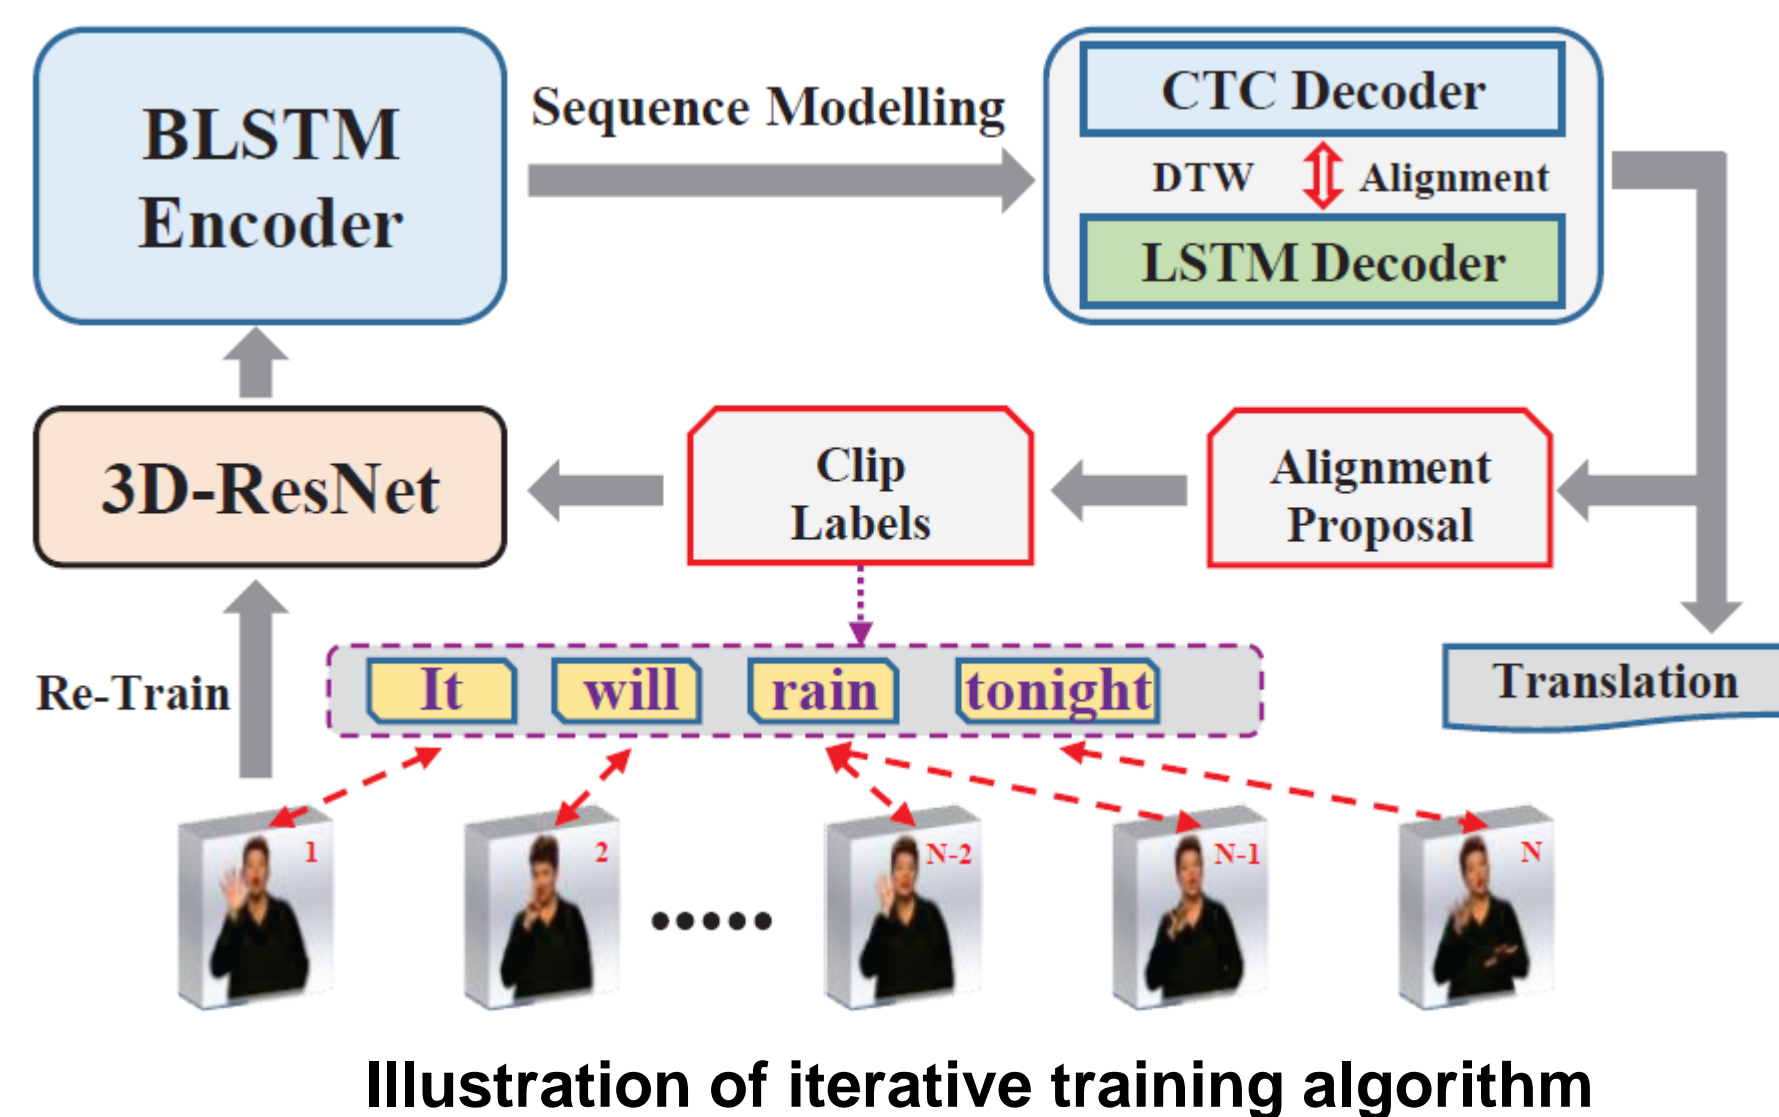 BLSTM
Encoder
Sequence Modelling
CTC Decoder
DTW Alignment
LSTM Decoder
3D-ResNet
Clip
Labels
Alignment
Proposal
Re-Train
It will rain tonight
Translation
1 2 N-2 N-1 N
Illustration of iterative training algorithm